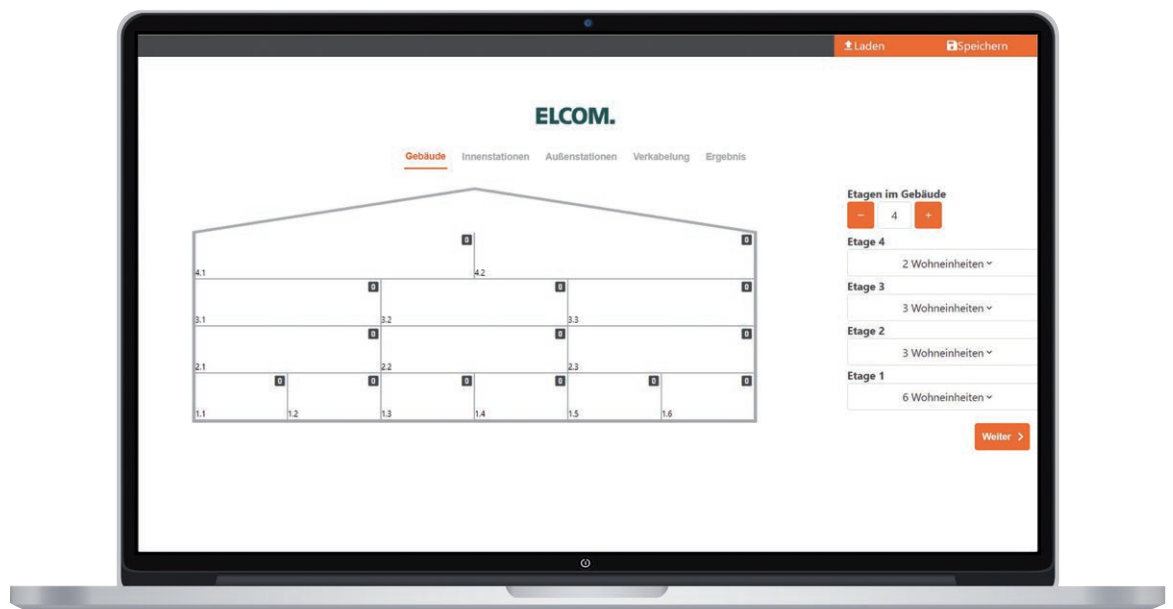 Laden Speichern
ELCOM.
Gebäude Innenstationen Außenstationen Verkabelung Ergebnis
Etagen im Gebäude
− 4 +
Etage 4
2 Wohneinheiten
Etage 3
3 Wohneinheiten
Etage 2
3 Wohneinheiten
Etage 1
6 Wohneinheiten
Weiter
0 0
4.1 4.2
0 0 0
3.1 3.2 3.3
0 0 0
2.1 2.2 2.3
0 0 0 0 0 0
1.1 1.2 1.3 1.4 1.5 1.6